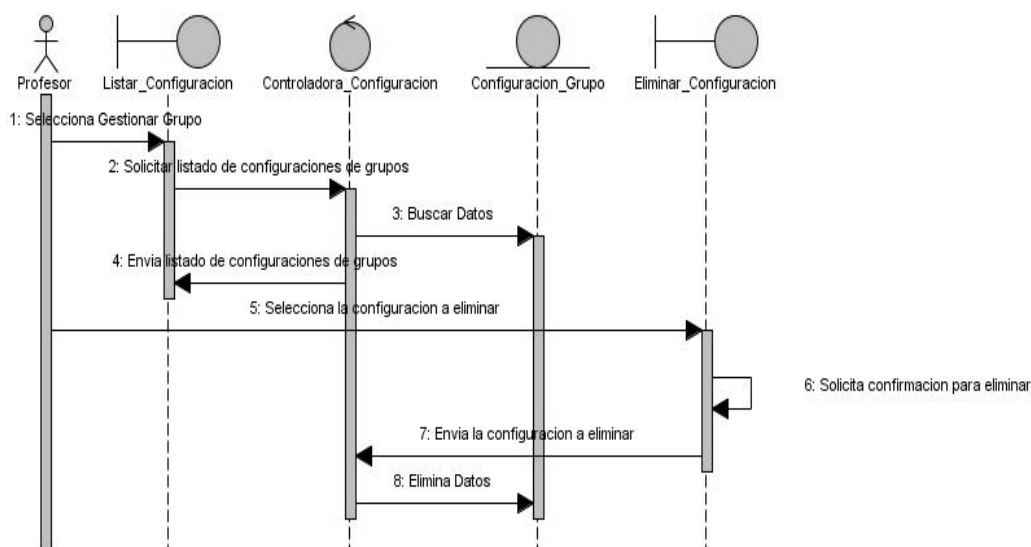 Profesor
Listar_Configuracion
Controladora_Configuracion
Configuracion_Grupo
Eliminar_Configuracion
1: Selecciona Gestionar Grupo
2: Solicitar listado de configuraciones de grupos
3: Buscar Datos
4: Envia listado de configuraciones de grupos
5: Selecciona la configuracion a eliminar
6: Solicita confirmacion para eliminar
7: Envia la configuracion a eliminar
8: Elimina Datos